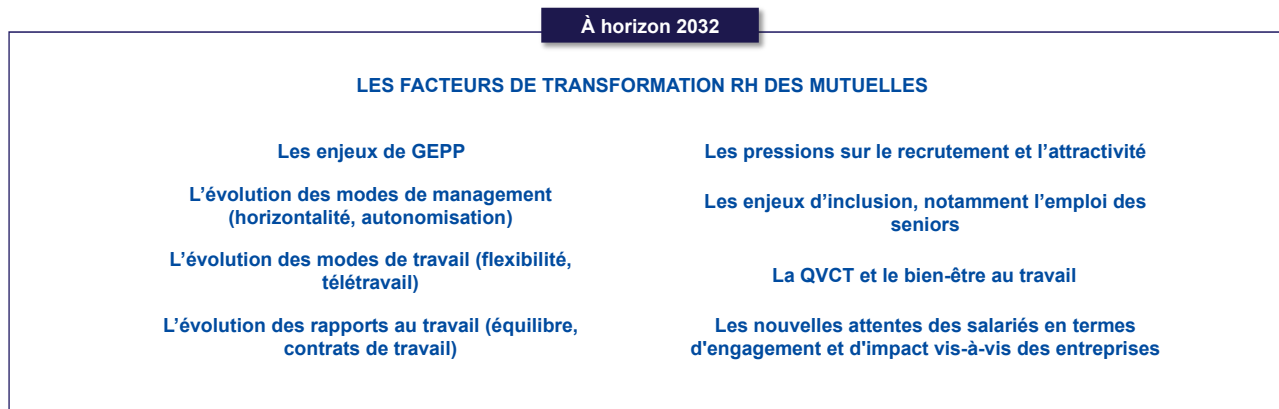 À horizon 2032
LES FACTEURS DE TRANSFORMATION RH DES MUTUELLES
Les enjeux de GEPP
L’évolution des modes de management
(horizontalité, autonomisation)
L’évolution des modes de travail (flexibilité,
télétravail)
L’évolution des rapports au travail (équilibre,
contrats de travail)
Les pressions sur le recrutement et l’attractivité
Les enjeux d’inclusion, notamment l’emploi des
seniors
La QVCT et le bien-être au travail
Les nouvelles attentes des salariés en termes
d'engagement et d'impact vis-à-vis des entreprises